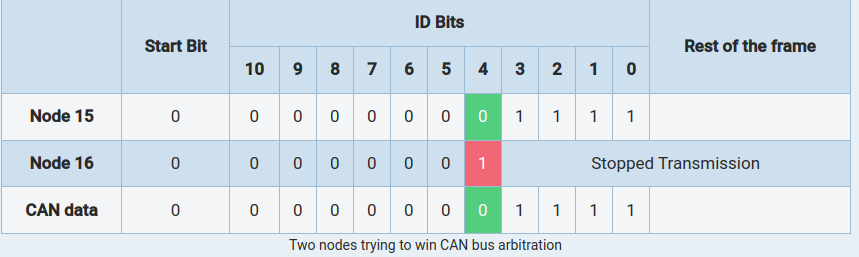 Start Bit ID Bits Rest of the frame
10 9 8 7 6 5 4 3 2 1 0
Node 15 0 0 0 0 0 0 0 0 1 1 1 1
Node 16 0 0 0 0 0 0 0 1 Stopped Transmission
CAN data 0 0 0 0 0 0 0 0 1 1 1 1
Two nodes trying to win CAN bus arbitration